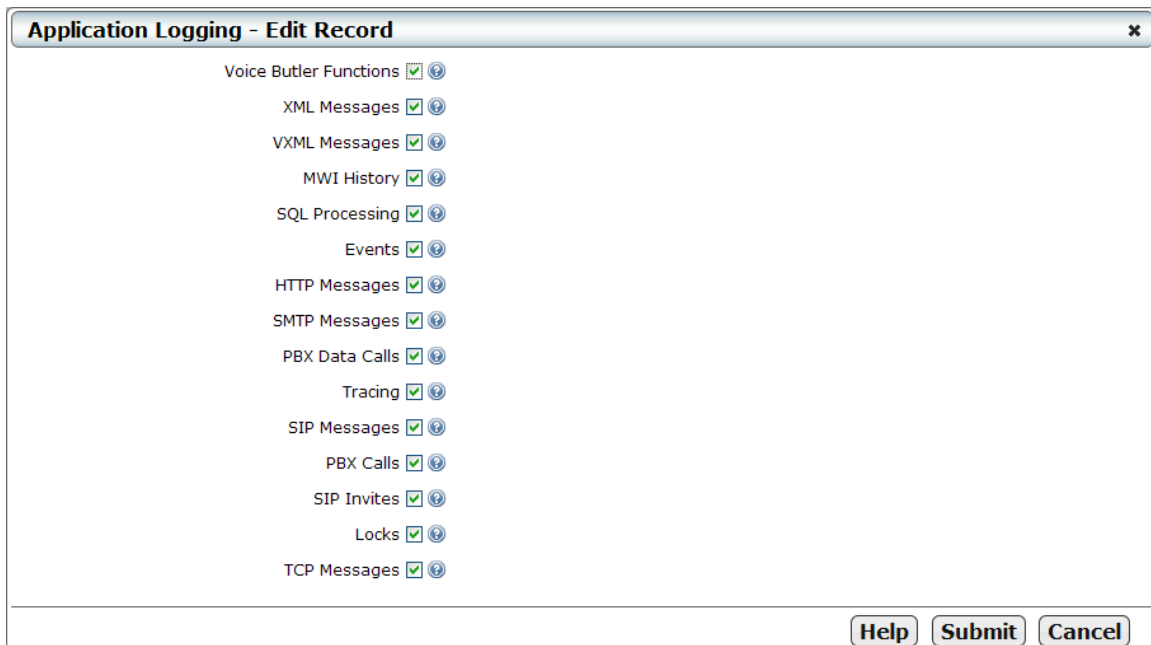 Application Logging - Edit Record
Voice Butler Functions
XML Messages
VXML Messages
MWI History
SQL Processing
Events
HTTP Messages
SMTP Messages
PBX Data Calls
Tracing
SIP Messages
PBX Calls
SIP Invites
Locks
TCP Messages
Help Submit Cancel